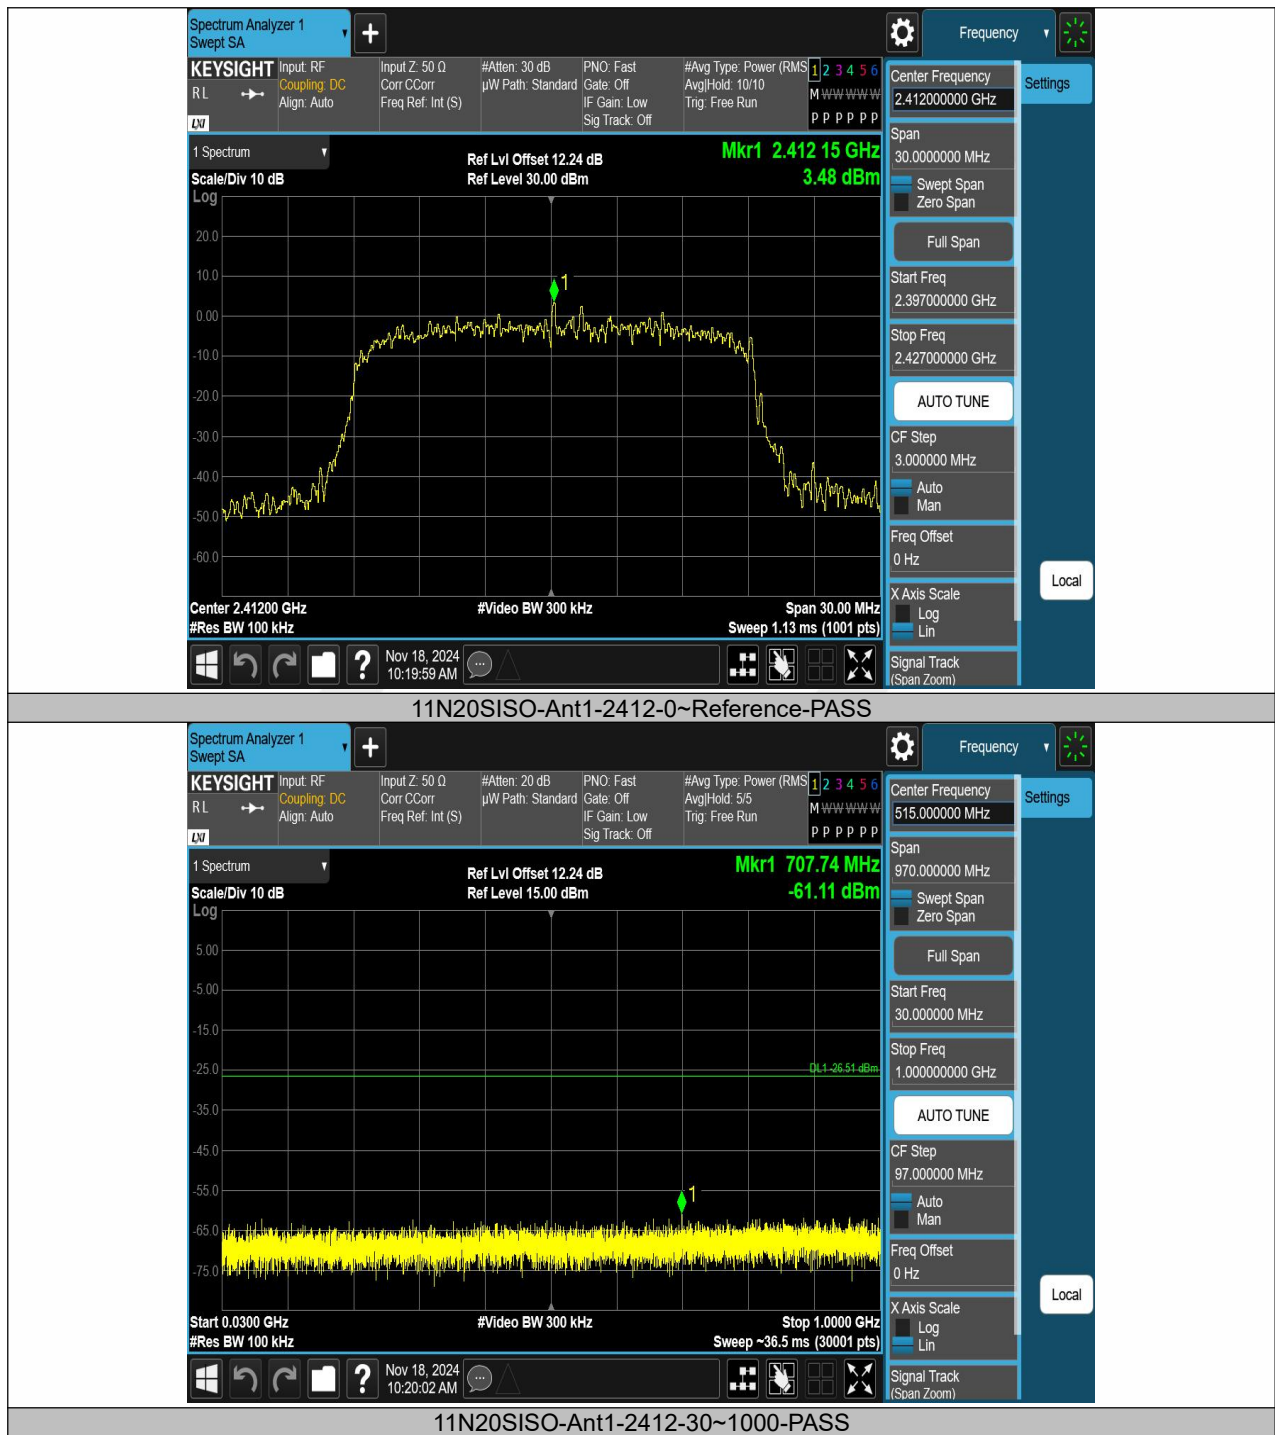 Spectrum Analyzer 1
Swept SA
+
Frequency
KEYSIGHT
RL
LXI
Input: RF
Coupling: DC
Align: Auto
Input Z: 50 Ω
Corr CCorr
Freq Ref: Int (S)
#Atten: 30 dB
µW Path: Standard
PNO: Fast
Gate: Off
IF Gain: Low
Sig Track: Off
#Avg Type: Power (RMS
Avg|Hold: 10/10
Trig: Free Run
1 2 3 4 5 6
M W W W W W
P P P P P P
1 Spectrum
Scale/Div 10 dB
Log
Ref Lvl Offset 12.24 dB
Ref Level 30.00 dBm
Mkr1 2.412 15 GHz
3.48 dBm
20.0
10.0
0.00
-10.0
-20.0
-30.0
-40.0
-50.0
-60.0
1
Center 2.41200 GHz
#Res BW 100 kHz
#Video BW 300 kHz
Span 30.00 MHz
Sweep 1.13 ms (1001 pts)
Center Frequency
2.412000000 GHz
Settings
Span
30.0000000 MHz
Swept Span
Zero Span
Full Span
Start Freq
2.397000000 GHz
Stop Freq
2.427000000 GHz
AUTO TUNE
CF Step
3.000000 MHz
Auto
Man
Freq Offset
0 Hz
Local
X Axis Scale
Log
Lin
Signal Track
(Span Zoom)
?
Nov 18, 2024
10:19:59 AM
11N20SISO-Ant1-2412-0~Reference-PASS
Spectrum Analyzer 1
Swept SA
+
Frequency
KEYSIGHT
RL
LXI
Input: RF
Coupling: DC
Align: Auto
Input Z: 50 Ω
Corr CCorr
Freq Ref: Int (S)
#Atten: 20 dB
µW Path: Standard
PNO: Fast
Gate: Off
IF Gain: Low
Sig Track: Off
#Avg Type: Power (RMS
Avg|Hold: 5/5
Trig: Free Run
1 2 3 4 5 6
M W W W W W
P P P P P P
1 Spectrum
Scale/Div 10 dB
Log
Ref Lvl Offset 12.24 dB
Ref Level 15.00 dBm
Mkr1 707.74 MHz
-61.11 dBm
5.00
-5.00
-15.0
-25.0
-35.0
-45.0
-55.0
-65.0
-75.0
DL1 -26.51 dBm
1
Start 0.0300 GHz
#Res BW 100 kHz
#Video BW 300 kHz
Stop 1.0000 GHz
Sweep ~36.5 ms (30001 pts)
Center Frequency
515.000000 MHz
Settings
Span
970.000000 MHz
Swept Span
Zero Span
Full Span
Start Freq
30.000000 MHz
Stop Freq
1.000000000 GHz
AUTO TUNE
CF Step
97.000000 MHz
Auto
Man
Freq Offset
0 Hz
Local
X Axis Scale
Log
Lin
Signal Track
(Span Zoom)
?
Nov 18, 2024
10:20:02 AM
11N20SISO-Ant1-2412-30~1000-PASS